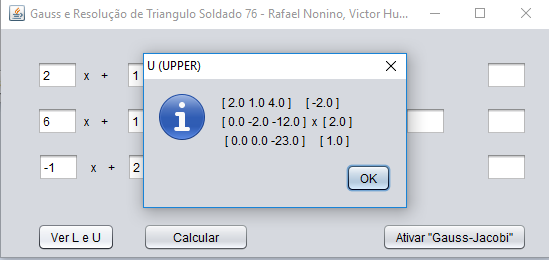 Gauss e Resolução de Triangulo Soldado 76 - Rafael Nonino, Victor Hu...
2 x + 1
U (UPPER)
[ 2.0 1.0 4.0 ] [ -2.0 ]
6 x + 1
[ 0.0 -2.0 -12.0 ] x [ 2.0 ]
[ 0.0 0.0 -23.0 ] [ 1.0 ]
-1 x + 2
OK
Ver L e U Calcular Ativar "Gauss-Jacobi"